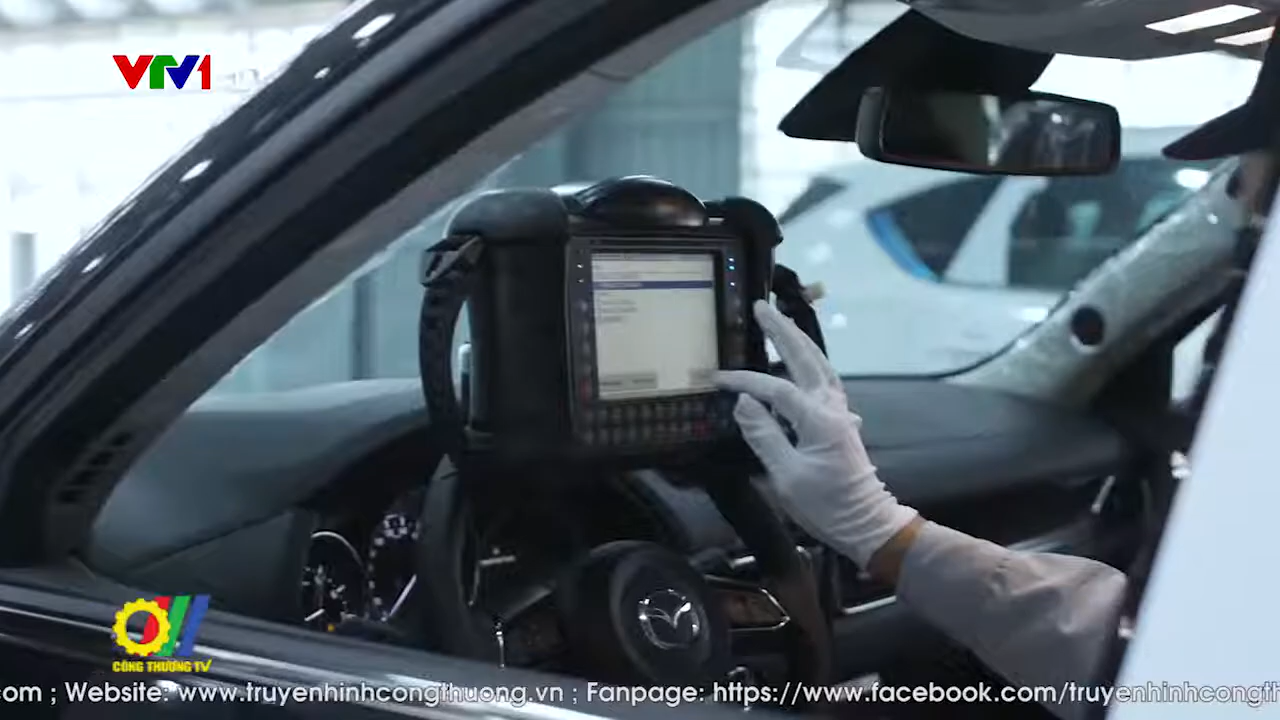 VTV1
CÔNG THƯƠNG TV
com ; Website: www.truyenhinhcongthuong.vn ; Fanpage: https://www.facebook.com/truyenhinhcongth